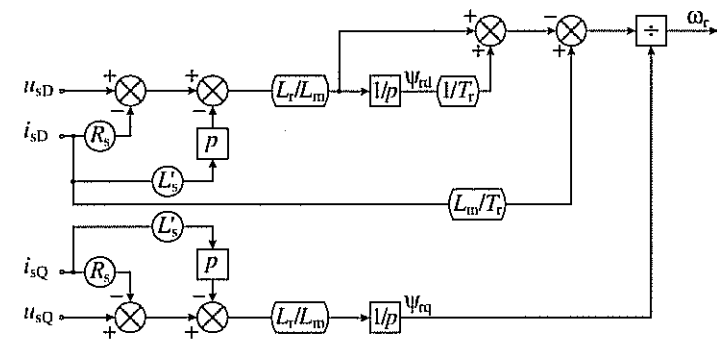 ω_r
+
÷
−
+
÷
u_sD
+
−
÷
−
L_r/L_m
1/p
ψ_rd
1/T_r
i_sD
R_s
p
L'_s
L_m/T_r
L'_s
i_sQ
R_s
p
−
−
u_sQ
+
+
L_r/L_m
1/p
ψ_rq